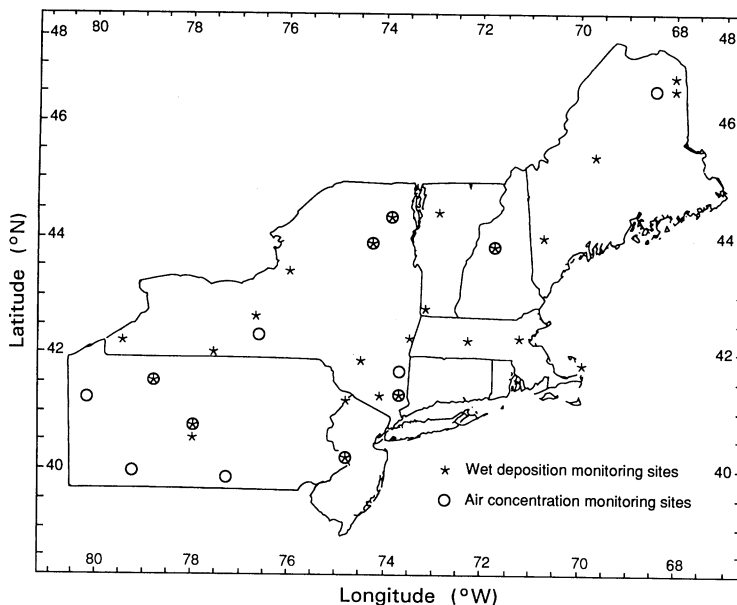 80 78 76 74 72 70 68
48 48
46 46
44 44
42 42
40 40
Latitude (°N)
* Wet deposition monitoring sites
○ Air concentration monitoring sites
80 78 76 74 72 70 68
Longitude (°W)